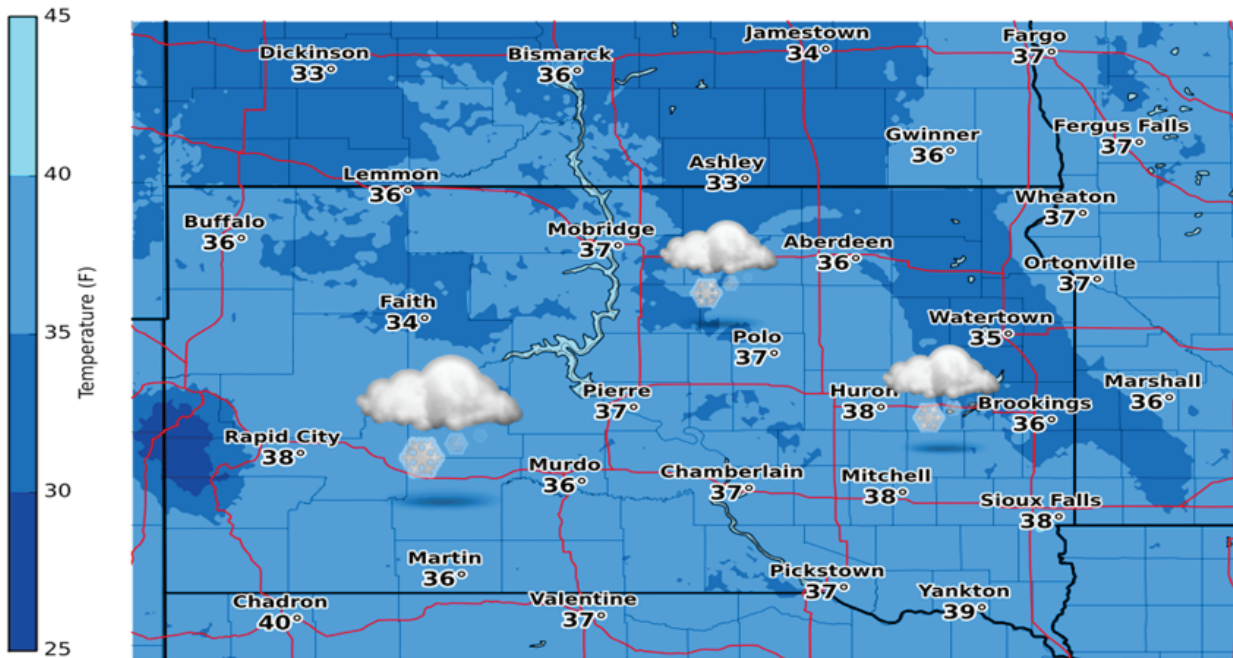 45
40
35
30
25
Temperature (F)
Dickinson
33°
Bismarck
36°
Jamestown
34°
Fargo
37°
Gwinner
36°
Fergus Falls
37°
Lemmon
36°
Ashley
33°
Wheaton
37°
Buffalo
36°
Mobridge
37°
Aberdeen
36°
Ortonville
37°
Faith
34°
Polo
37°
Watertown
35°
Pierre
37°
Huron
38°
Brookings
36°
Marshall
36°
Rapid City
38°
Murdo
36°
Chamberlain
37°
Mitchell
38°
Sioux Falls
38°
Martin
36°
Pickstown
37°
Yankton
39°
Chadron
40°
Valentine
37°